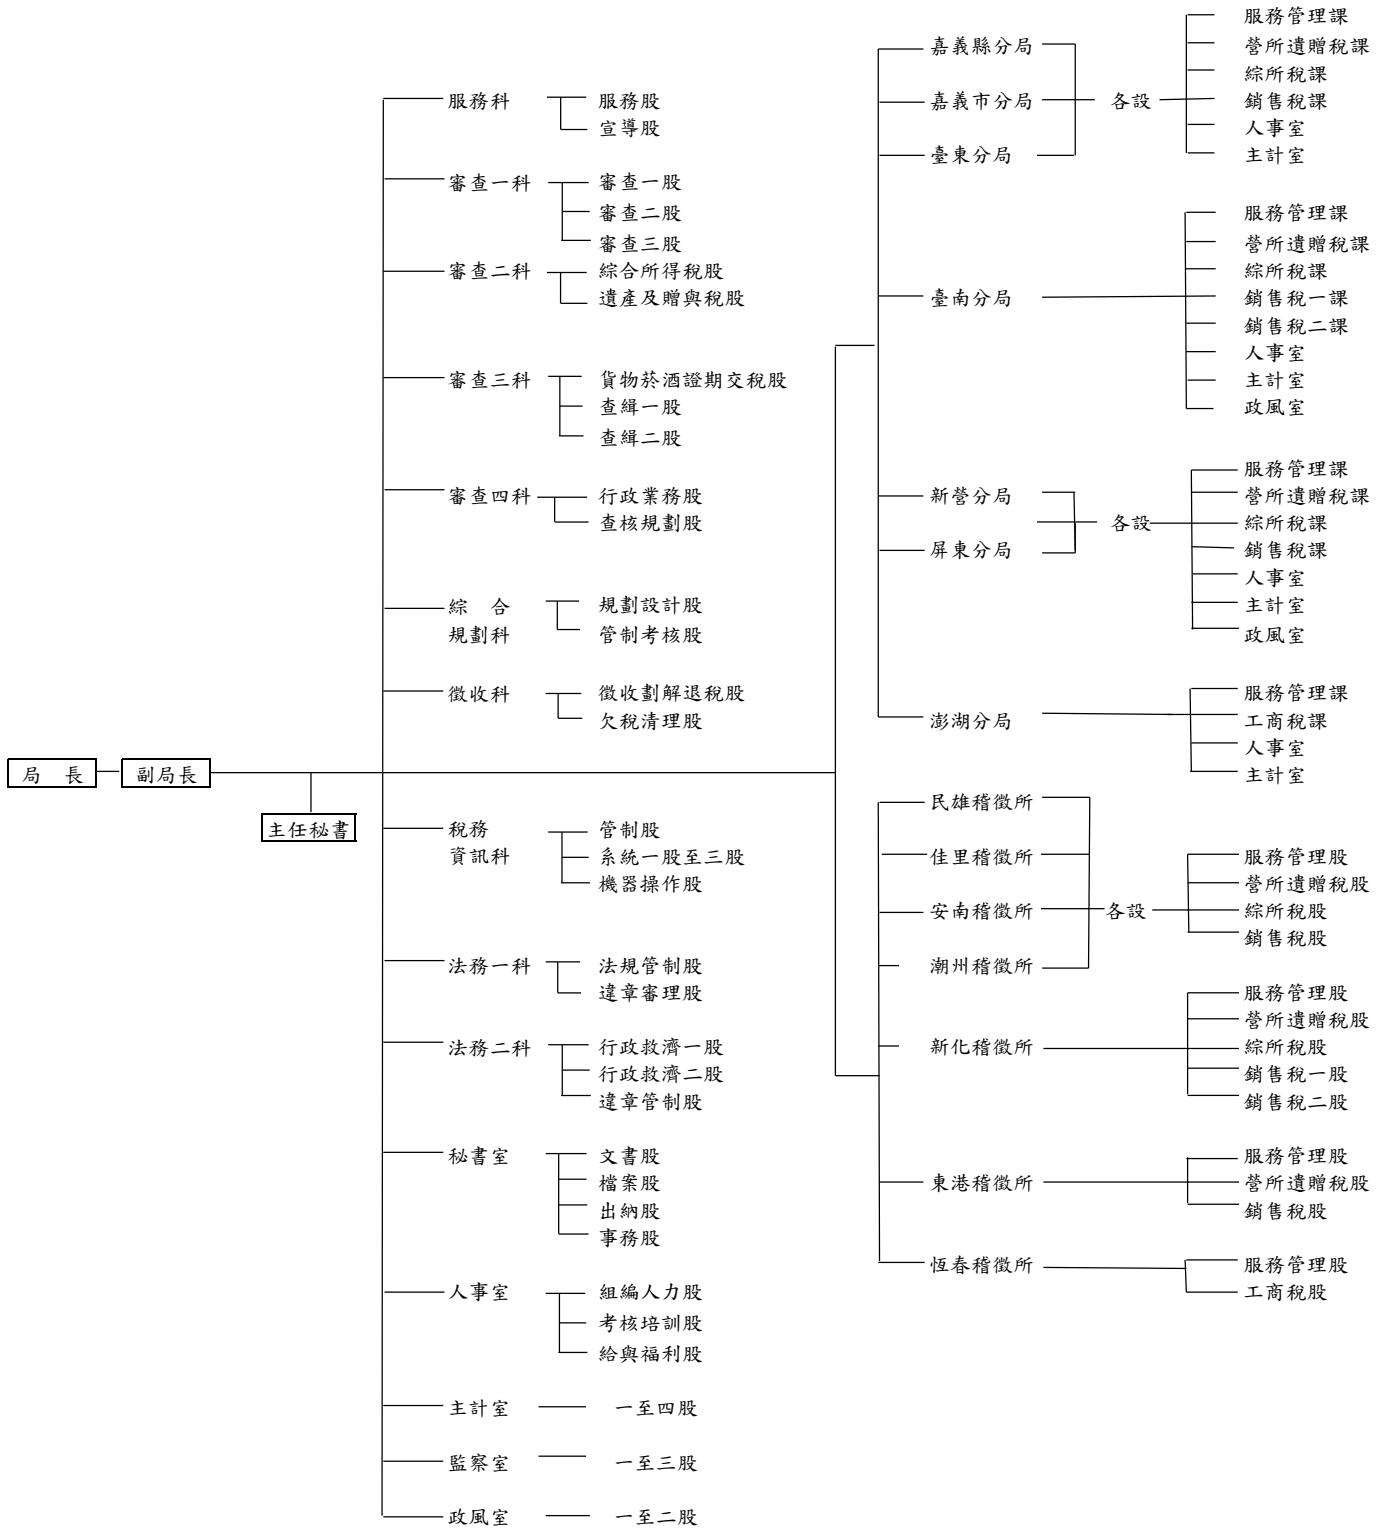 局　長
副局長
主任秘書
服務科
服務股
宣導股
審查一科
審查一股
審查二股
審查三股
審查二科
綜合所得稅股
遺產及贈與稅股
審查三科
貨物菸酒證期交稅股
查緝一股
查緝二股
審查四科
行政業務股
查核規劃股
綜　合
規劃科
規劃設計股
管制考核股
徵收科
徵收劃解退稅股
欠稅清理股
稅務
資訊科
管制股
系統一股至三股
機器操作股
法務一科
法規管制股
違章審理股
法務二科
行政救濟一股
行政救濟二股
違章管制股
秘書室
文書股
檔案股
出納股
事務股
人事室
組編人力股
考核培訓股
給與福利股
主計室
一至四股
監察室
一至三股
政風室
一至二股
嘉義縣分局
嘉義市分局
臺東分局
各設
服務管理課
營所遺贈稅課
綜所稅課
銷售稅課
人事室
主計室
臺南分局
服務管理課
營所遺贈稅課
綜所稅課
銷售稅一課
銷售稅二課
人事室
主計室
政風室
新營分局
屏東分局
各設
服務管理課
營所遺贈稅課
綜所稅課
銷售稅課
人事室
主計室
政風室
澎湖分局
服務管理課
工商稅課
人事室
主計室
民雄稽徵所
佳里稽徵所
安南稽徵所
潮州稽徵所
各設
服務管理股
營所遺贈稅股
綜所稅股
銷售稅股
新化稽徵所
服務管理股
營所遺贈稅股
綜所稅股
銷售稅一股
銷售稅二股
東港稽徵所
服務管理股
營所遺贈稅股
銷售稅股
恆春稽徵所
服務管理股
工商稅股